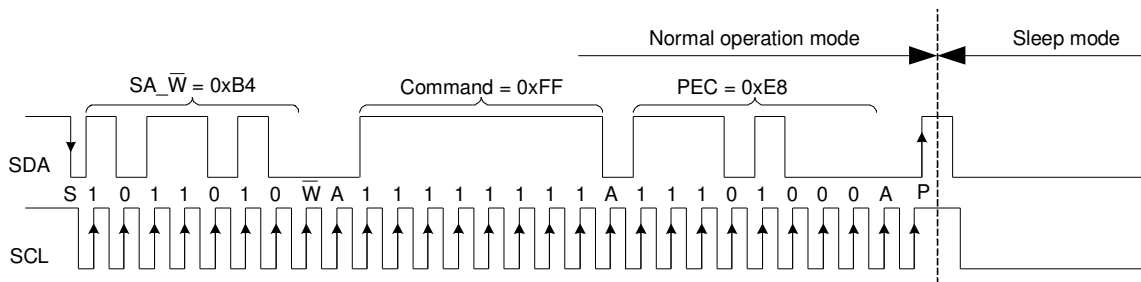 Normal operation mode Sleep mode
SA_W̅ = 0xB4 Command = 0xFF PEC = 0xE8
SDA
S 1 0 1 1 0 1 0 W̅ A 1 1 1 1 1 1 1 1 A 1 1 1 0 1 0 0 0 A P
SCL